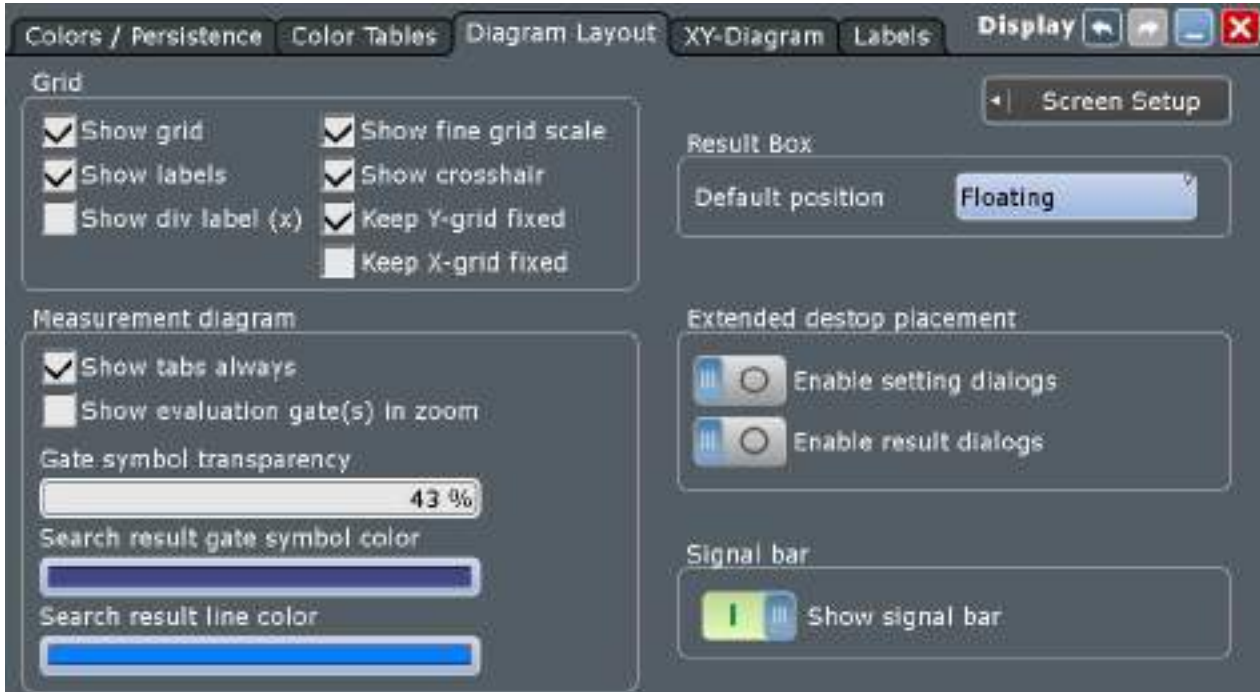 Colors / Persistence Color Tables Diagram Layout XY-Diagram Labels Display
Grid
Show grid
Show labels
Show div label (x)
Show fine grid scale
Show crosshair
Keep Y-grid fixed
Keep X-grid fixed
Screen Setup
Result Box
Default position Floating
Measurement diagram
Show tabs always
Show evaluation gate(s) in zoom
Gate symbol transparency
43 %
Search result gate symbol color
Search result line color
Extended destop placement
Enable setting dialogs
Enable result dialogs
Signal bar
Show signal bar